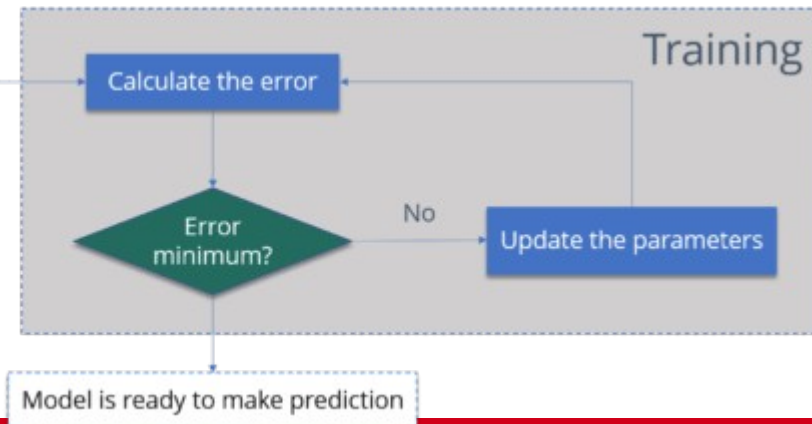 Training
Calculate the error
Error
minimum?
No
Update the parameters
Model is ready to make prediction